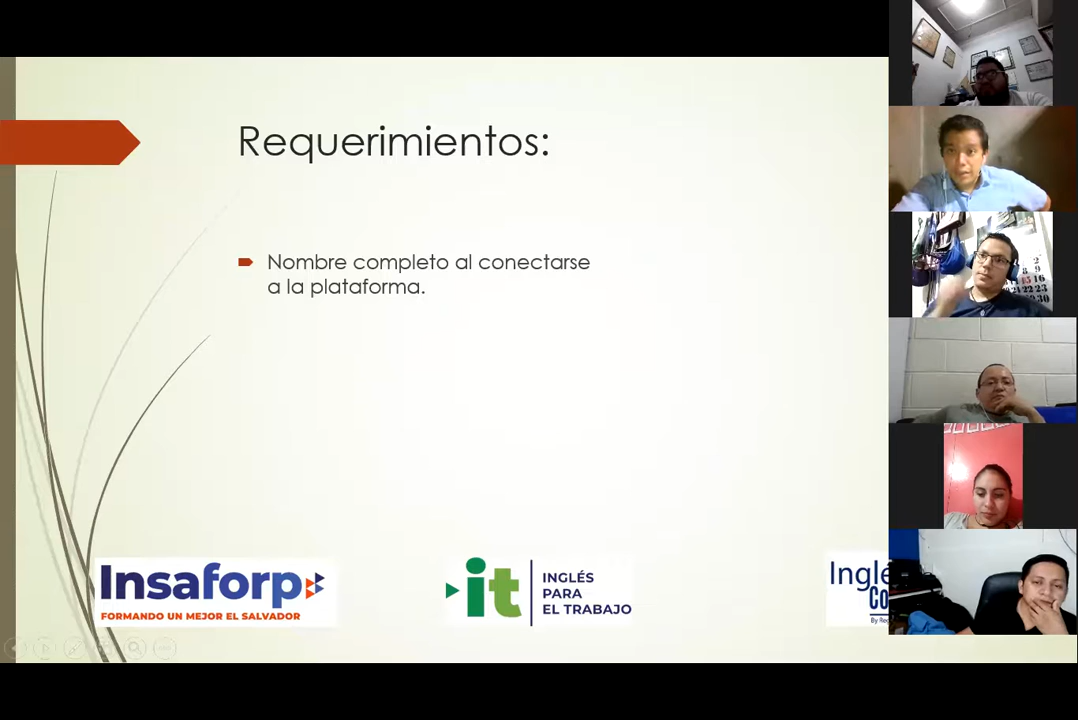 Requerimientos:
Nombre completo al conectarse
a la plataforma.
Insaforp
FORMANDO UN MEJOR EL SALVADOR
it
INGLÉS
PARA
EL TRABAJO